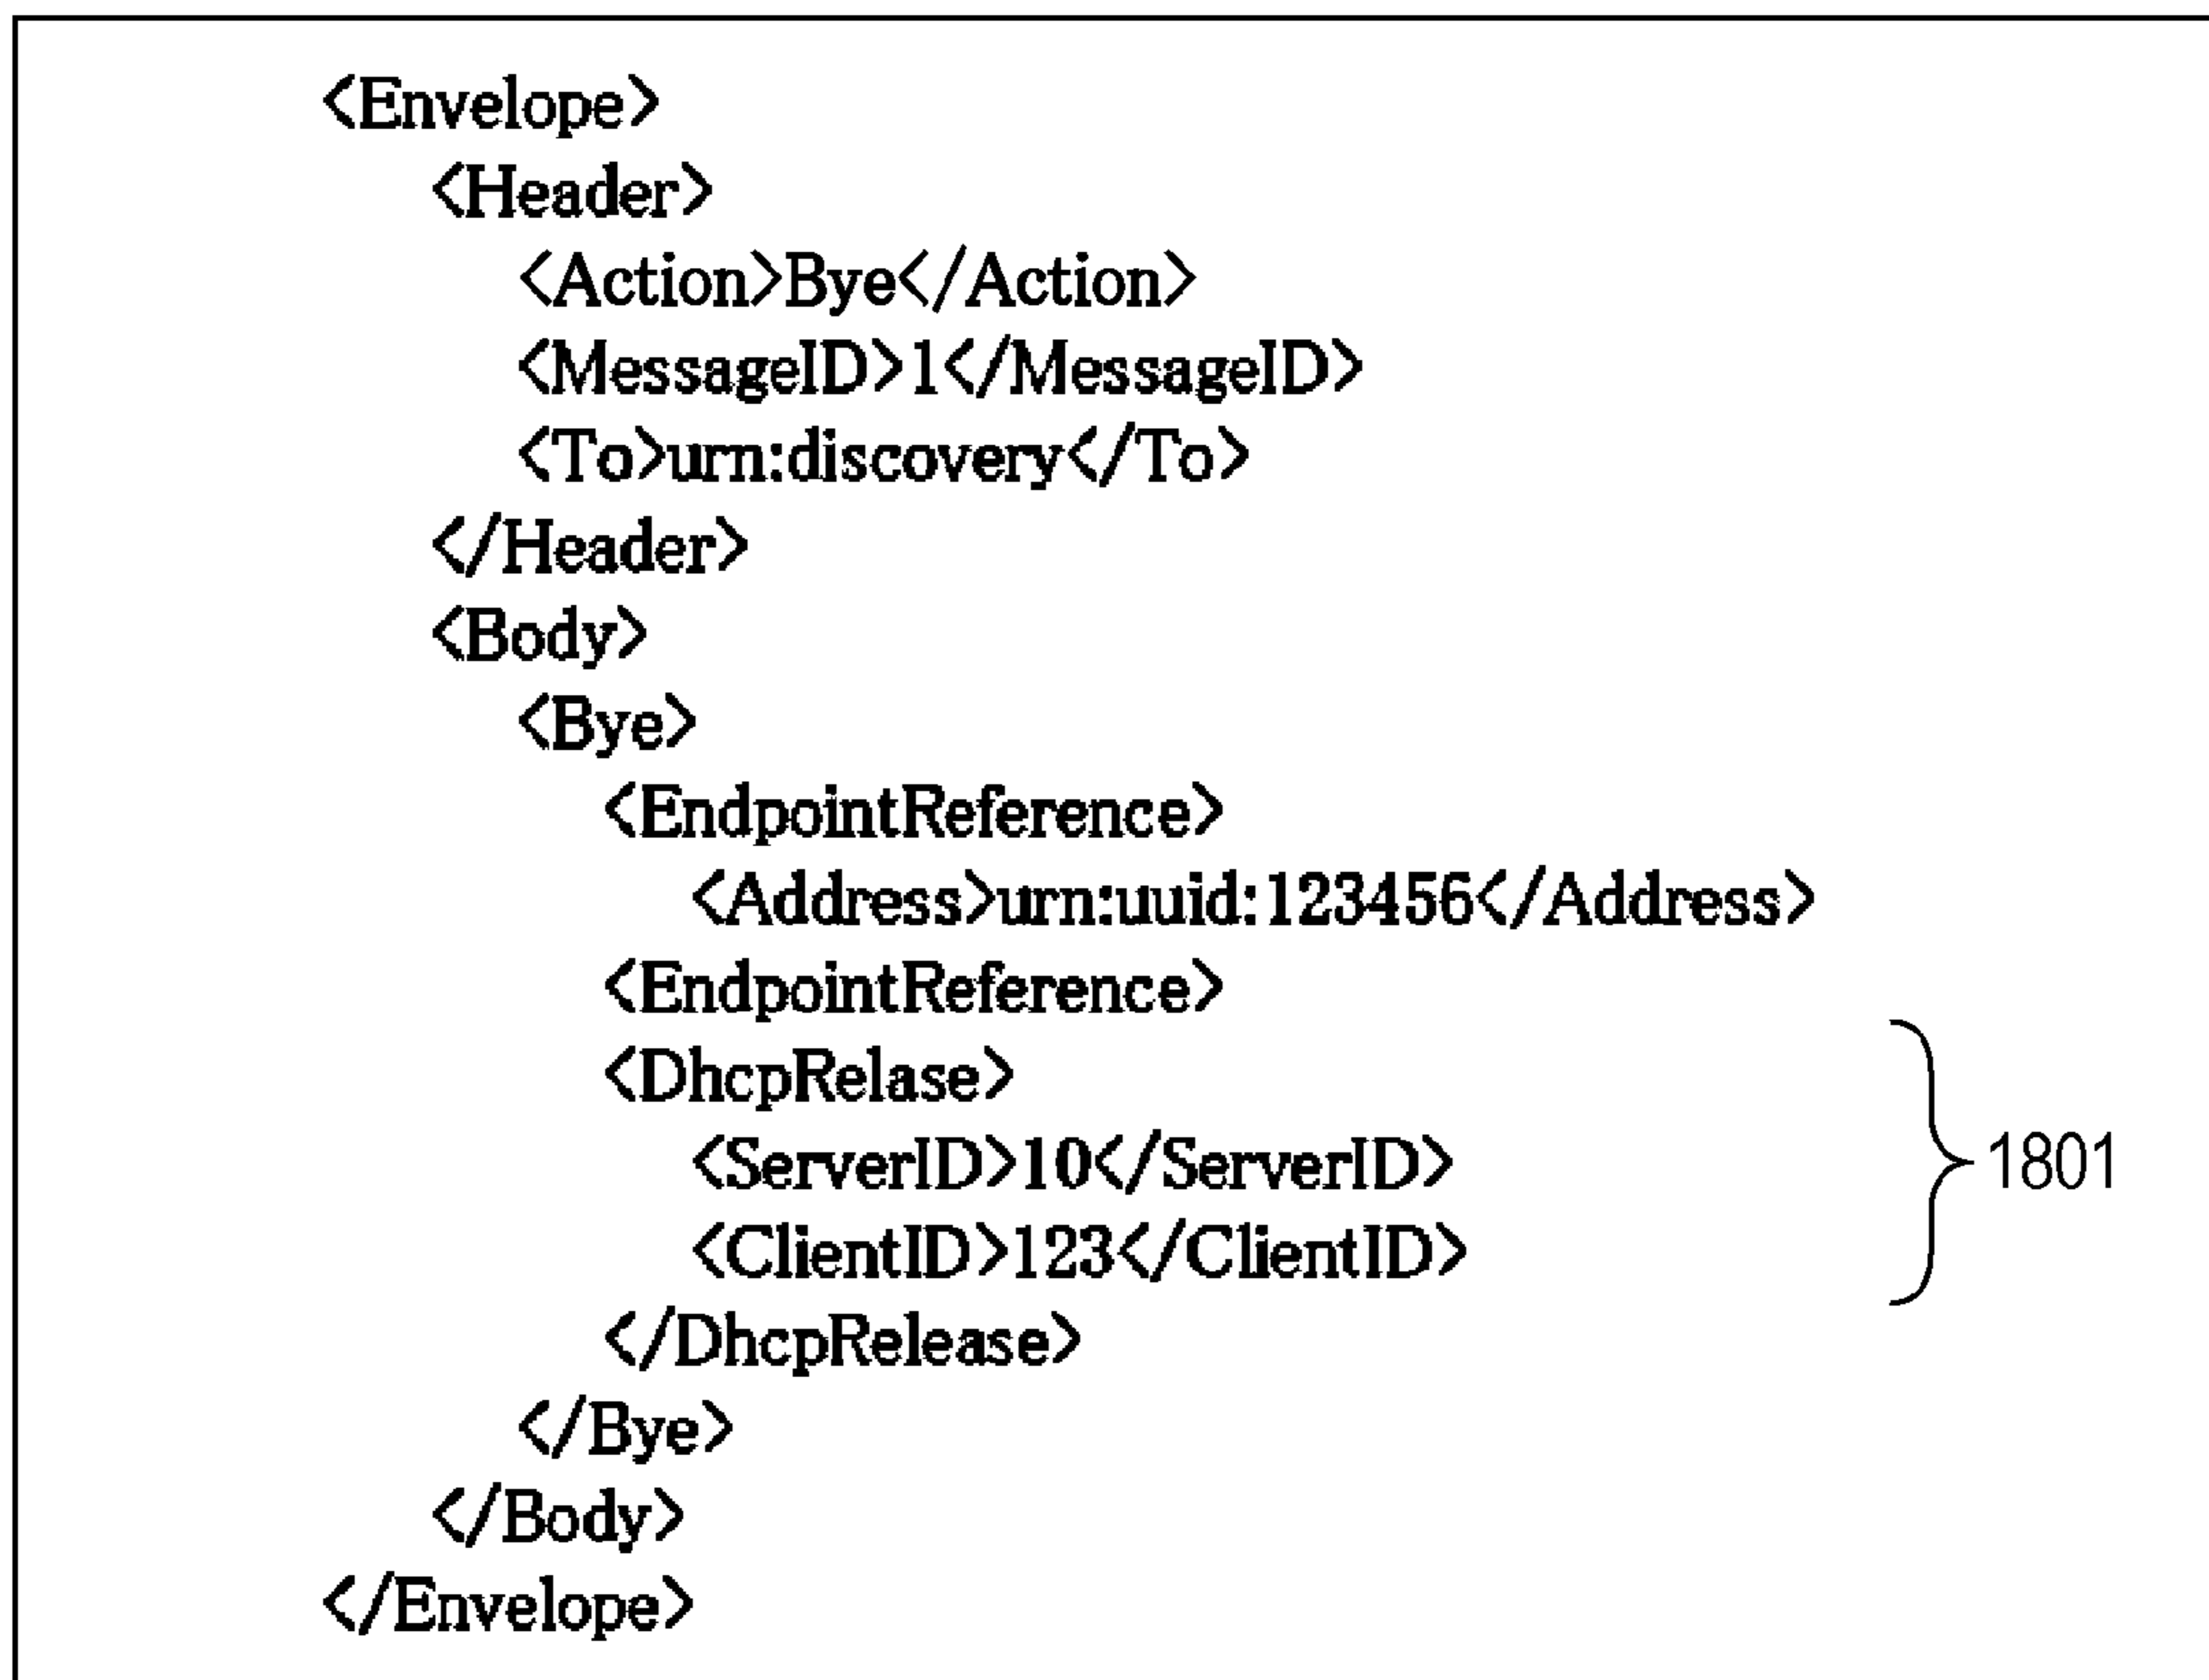 <Envelope>
<Header>
<Action>Bye</Action>
<MessageID>1</MessageID>
<To>urn:discovery</To>
</Header>
<Body>
<Bye>
<EndpointReference>
<Address>urn:uuid:123456</Address>
<EndpointReference>
<DhcpRelase>
<ServerID>10</ServerID>
1801
<ClientID>123</ClientID>
</DhcpRelease>
</Bye>
</Body>
</Envelope>